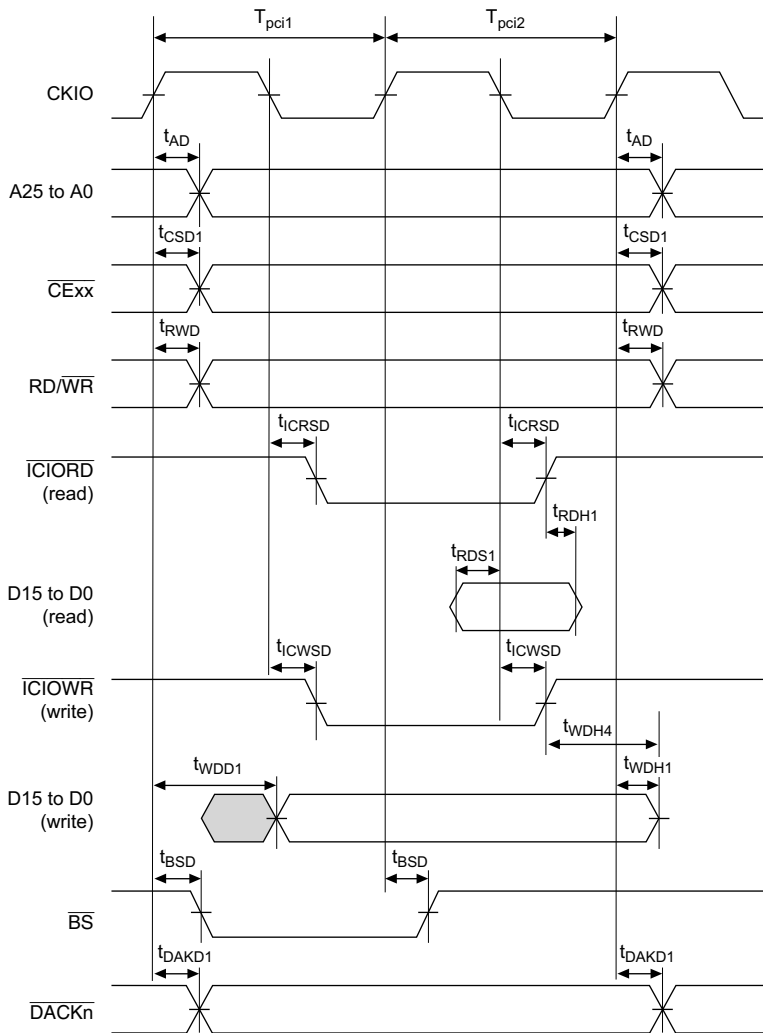 Tpci1 Tpci2
CKIO
tAD tAD
A25 to A0
tCSD1 tCSD1
CExx
tRWD tRWD
RD/WR
tICRSD tICRSD
ICIORD
(read)
tRDH1
tRDS1
D15 to D0
(read)
tICWSD tICWSD
ICIOWR
(write)
tWDH4
tWDD1 tWDH1
D15 to D0
(write)
tBSD tBSD
BS
tDAKD1 tDAKD1
DACKn